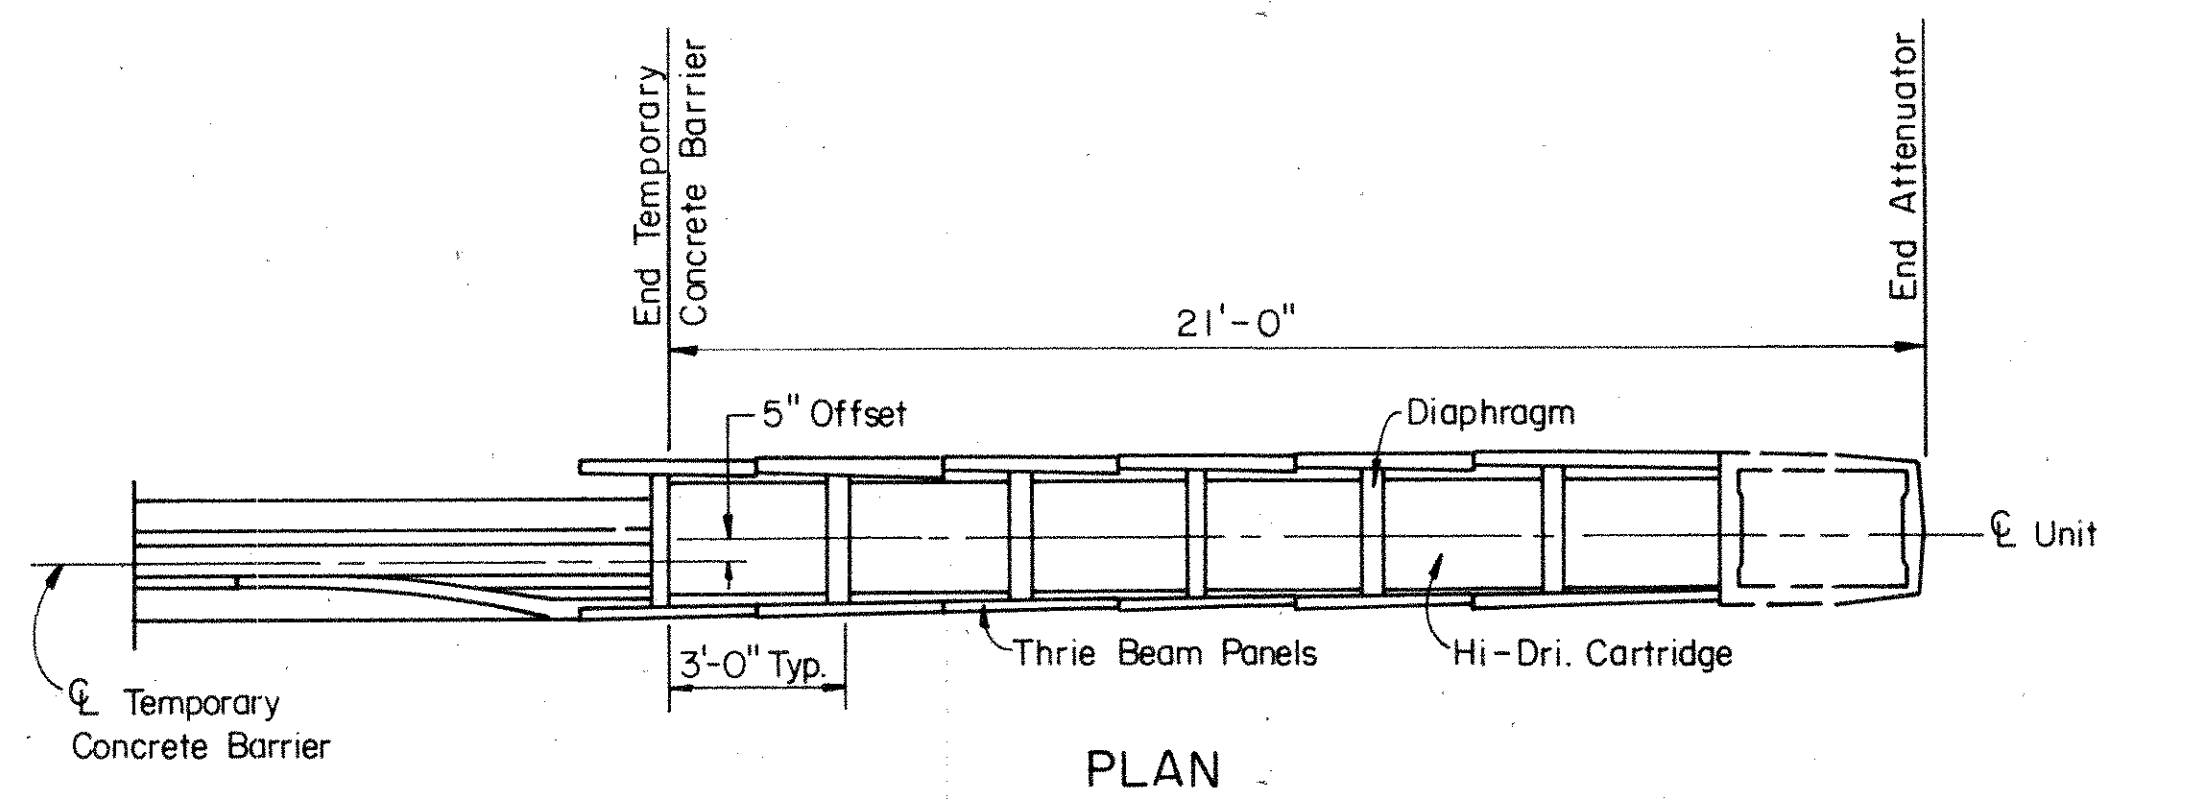 End Temporary
Concrete Barrier
End Attenuator
21'-0"
5" Offset
Diaphragm
℄ Unit
3'-0" Typ.
Thrie Beam Panels
Hi-Dri. Cartridge
℄ Temporary
Concrete Barrier
PLAN